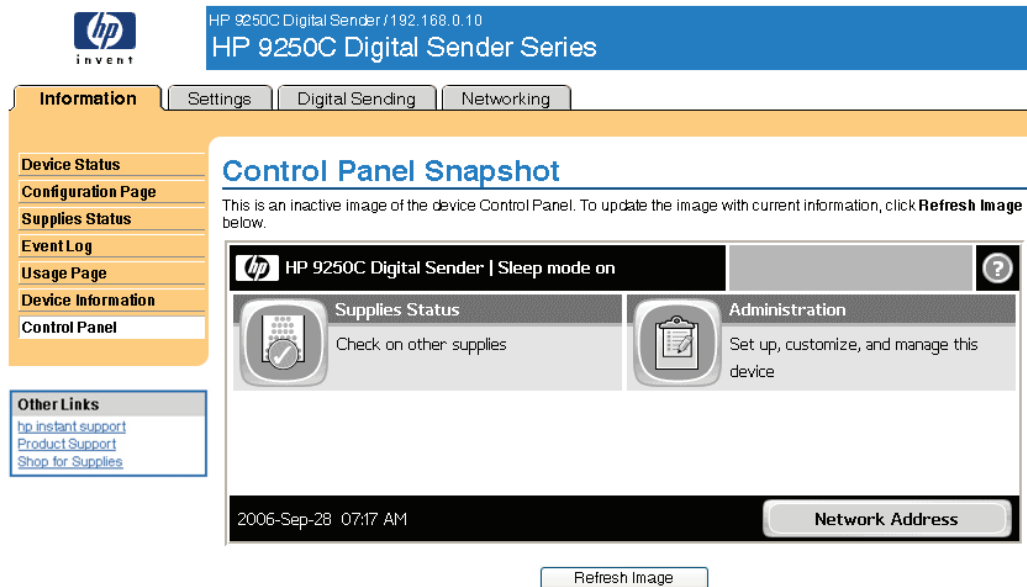 hp
invent
HP 9250C Digital Sender / 192.168.0.10
HP 9250C Digital Sender Series
Information
Settings
Digital Sending
Networking
Device Status
Configuration Page
Supplies Status
Event Log
Usage Page
Device Information
Control Panel
Other Links
hp instant support
Product Support
Shop for Supplies
Control Panel Snapshot
This is an inactive image of the device Control Panel. To update the image with current information, click Refresh Image
below.
hp HP 9250C Digital Sender | Sleep mode on
?
Supplies Status
Check on other supplies
Administration
Set up, customize, and manage this
device
2006-Sep-28 07:17 AM
Network Address
Refresh Image